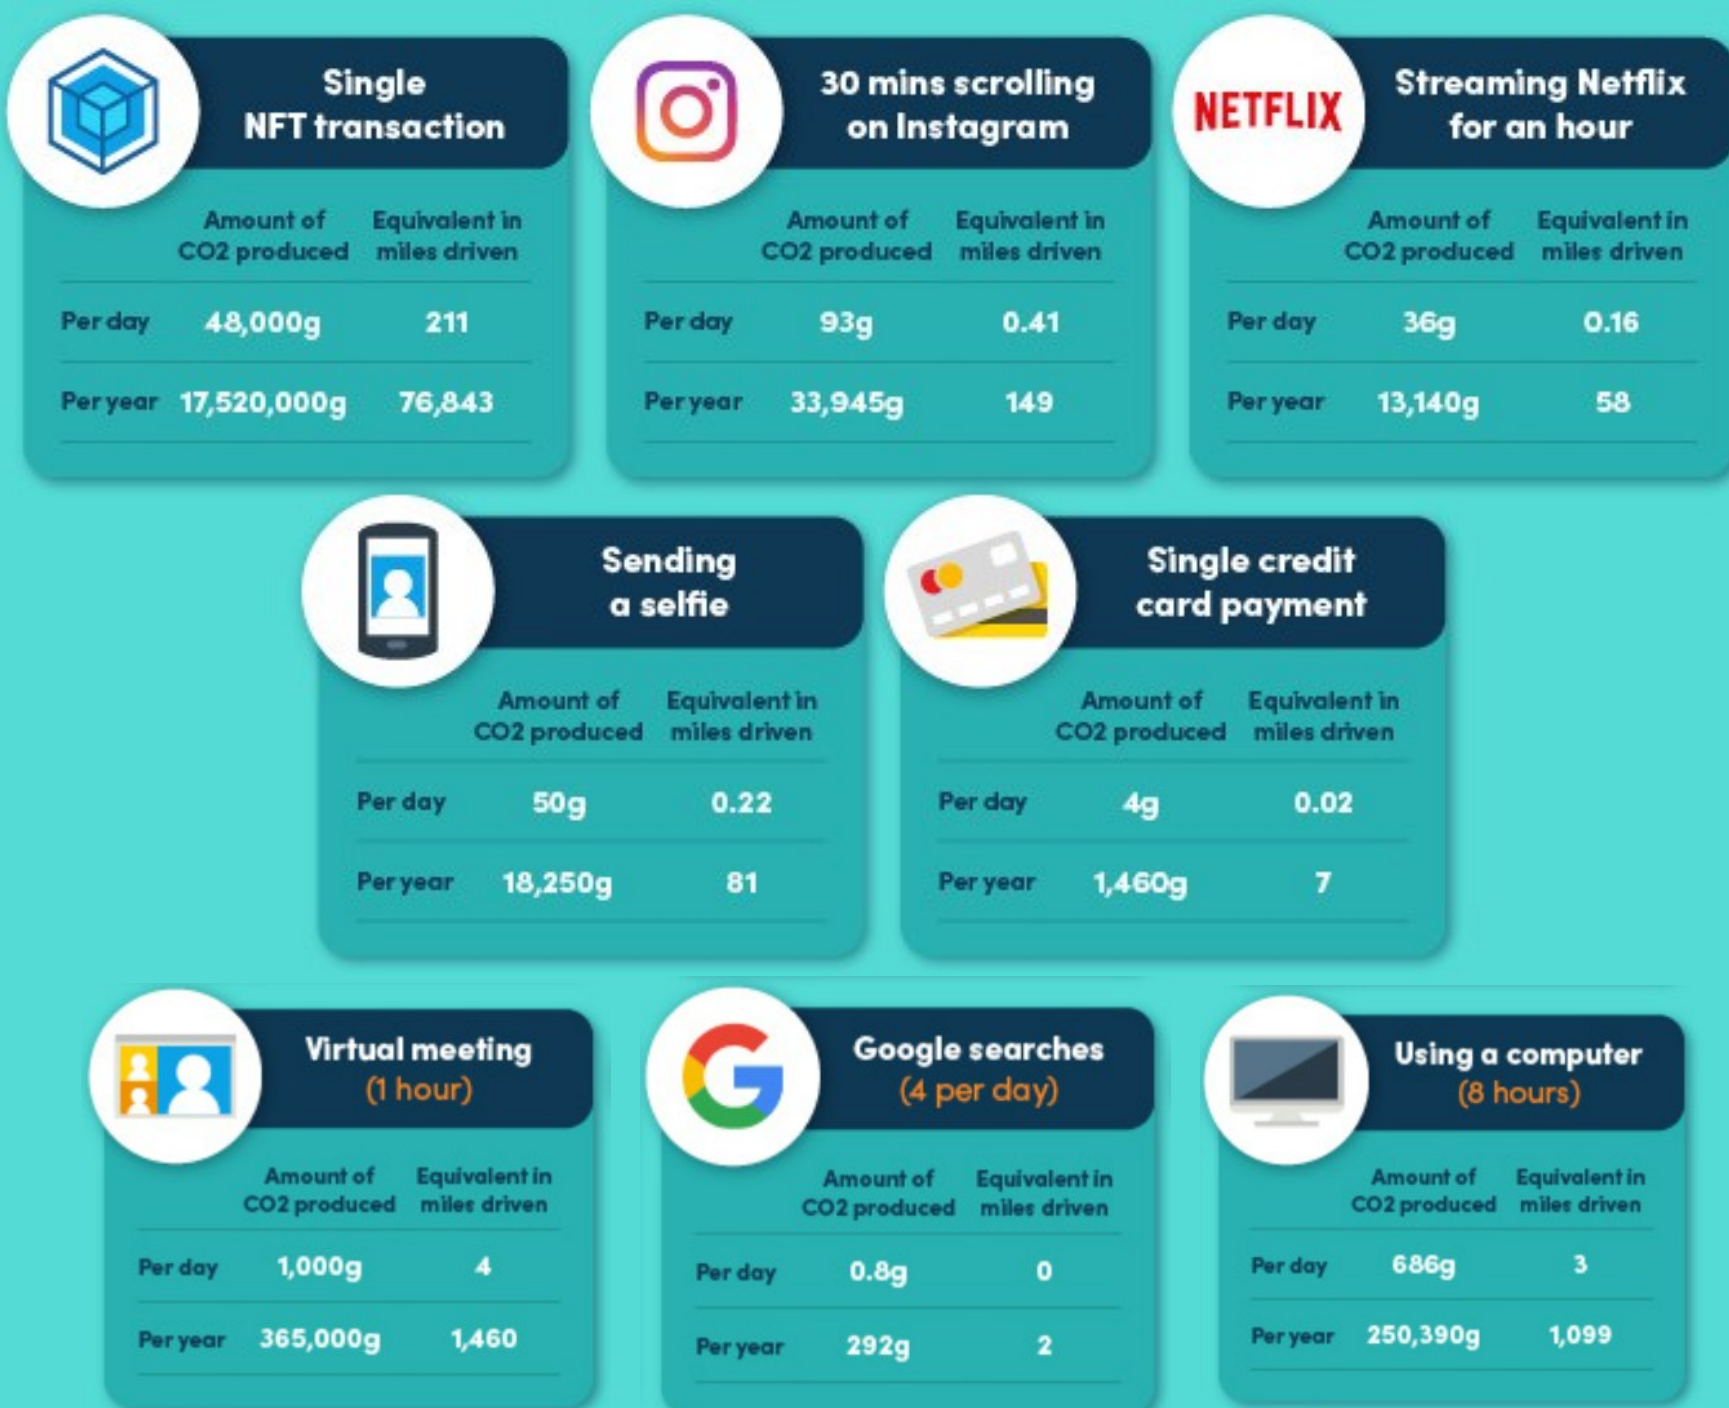 Single
NFT transaction
Amount of CO2 produced
Equivalent in miles driven
Per day 48,000g 211
Per year 17,520,000g 76,843
30 mins scrolling
on Instagram
Amount of CO2 produced
Equivalent in miles driven
Per day 93g 0.41
Per year 33,945g 149
NETFLIX
Streaming Netflix
for an hour
Amount of CO2 produced
Equivalent in miles driven
Per day 36g 0.16
Per year 13,140g 58
Sending
a selfie
Amount of CO2 produced
Equivalent in miles driven
Per day 50g 0.22
Per year 18,250g 81
Single credit
card payment
Amount of CO2 produced
Equivalent in miles driven
Per day 4g 0.02
Per year 1,460g 7
Virtual meeting
(1 hour)
Amount of CO2 produced
Equivalent in miles driven
Per day 1,000g 4
Per year 365,000g 1,460
Google searches
(4 per day)
Amount of CO2 produced
Equivalent in miles driven
Per day 0.8g 0
Per year 292g 2
Using a computer
(8 hours)
Amount of CO2 produced
Equivalent in miles driven
Per day 686g 3
Per year 250,390g 1,099